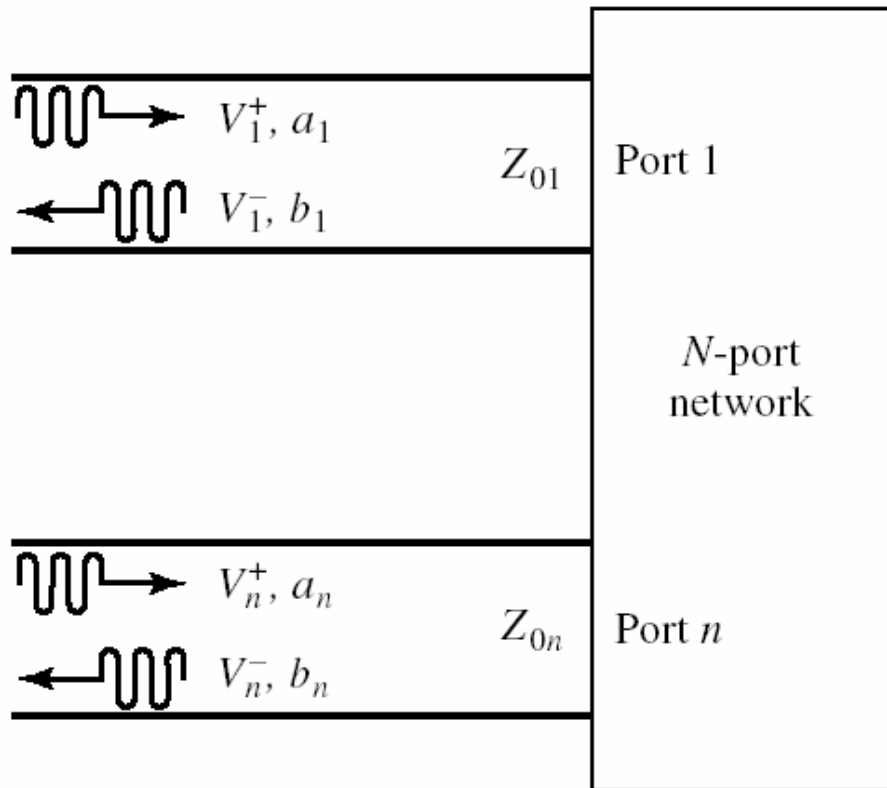 V₁⁺, a₁
Z₀₁
Port 1
V₁⁻, b₁
N-port
network
Vₙ⁺, aₙ
Z₀ₙ
Port n
Vₙ⁻, bₙ